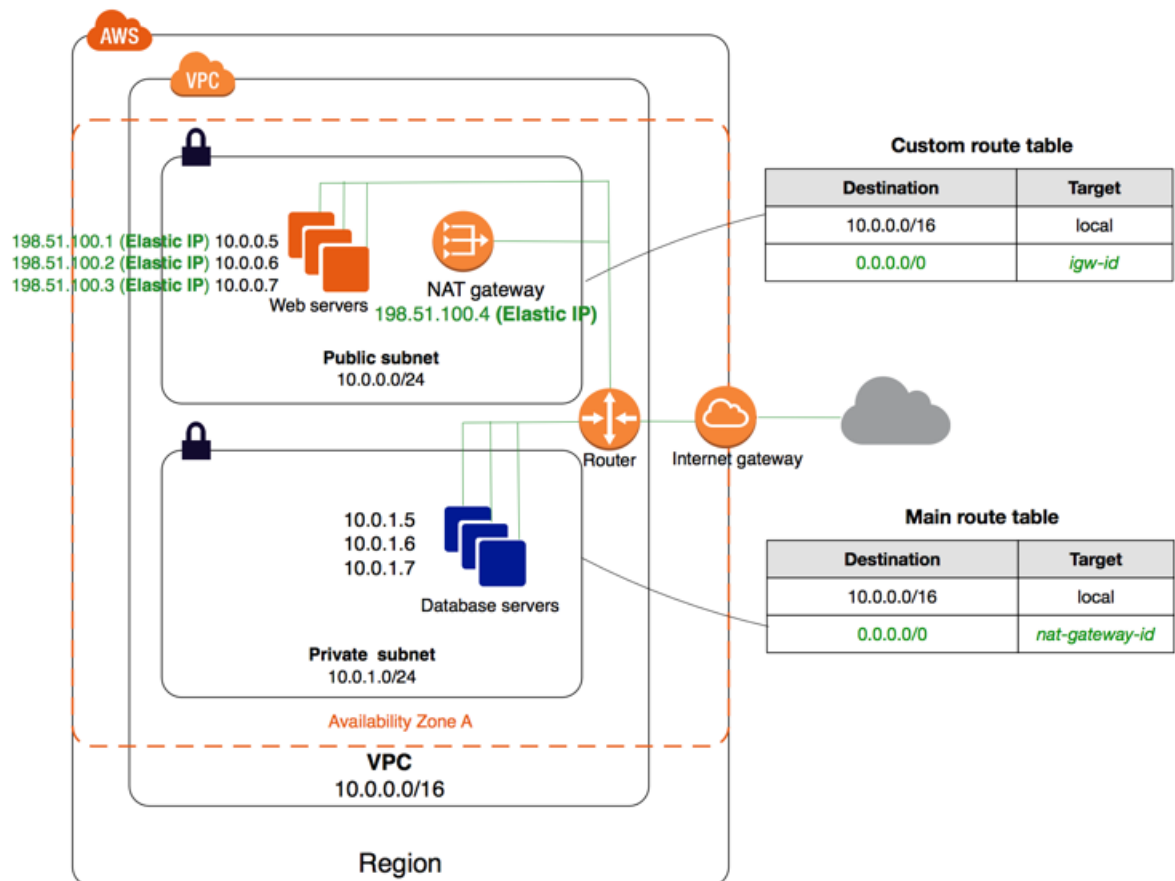 AWS
VPC
198.51.100.1 (Elastic IP) 10.0.0.5
198.51.100.2 (Elastic IP) 10.0.0.6
198.51.100.3 (Elastic IP) 10.0.0.7
Web servers
NAT gateway
198.51.100.4 (Elastic IP)
Public subnet
10.0.0.0/24
Custom route table
Destination Target
10.0.0.0/16 local
0.0.0.0/0 igw-id
Router
Internet gateway
10.0.1.5
10.0.1.6
10.0.1.7
Database servers
Private subnet
10.0.1.0/24
Main route table
Destination Target
10.0.0.0/16 local
0.0.0.0/0 nat-gateway-id
Availability Zone A
VPC
10.0.0.0/16
Region